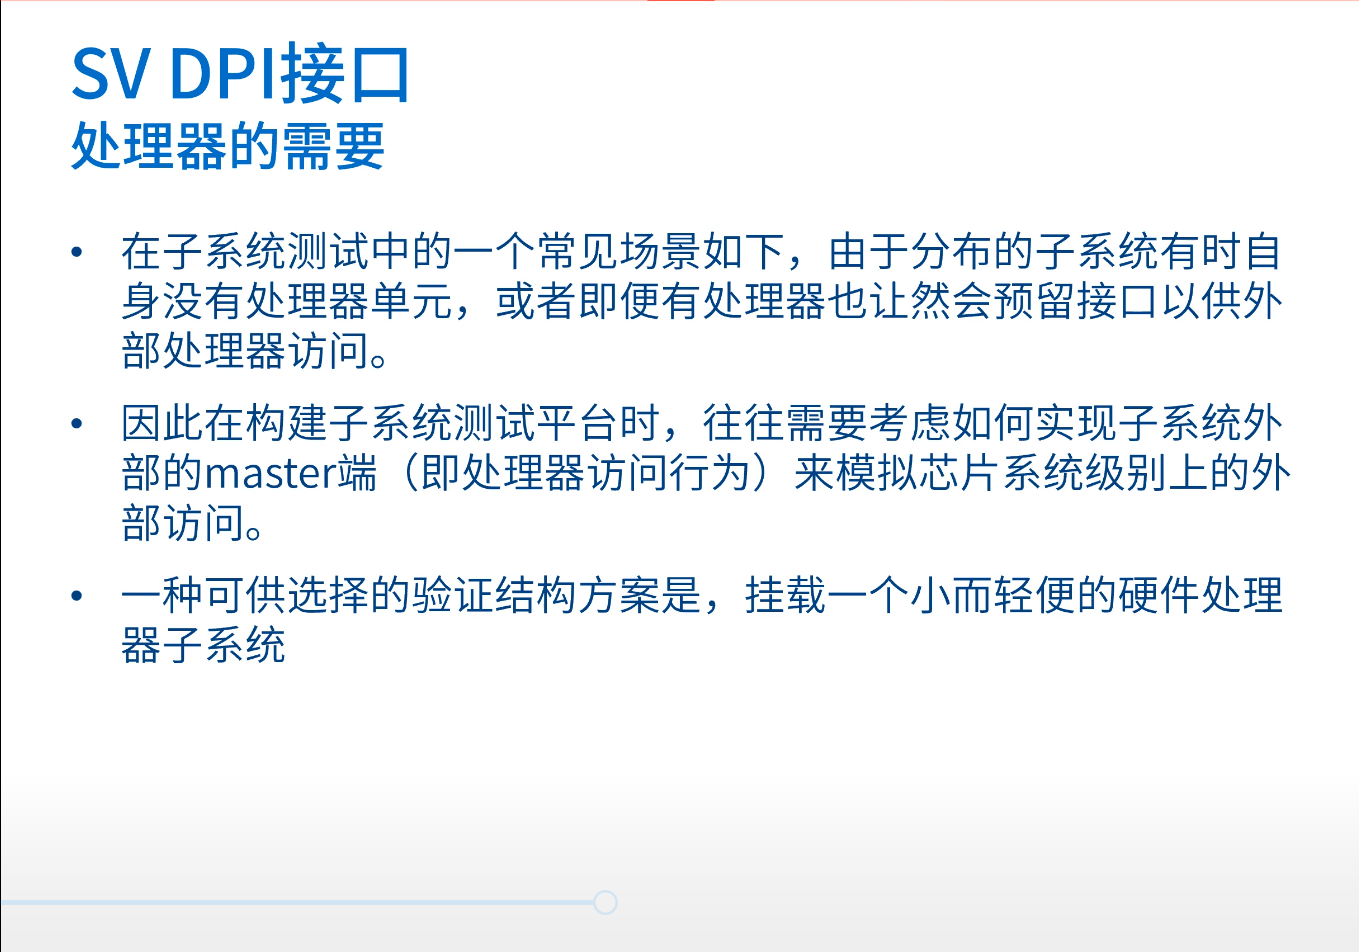 SV DPI接口
处理器的需要
• 在子系统测试中的一个常见场景如下，由于分布的子系统有时自
身没有处理器单元，或者即便有处理器也让然会预留接口以供外
部处理器访问。
• 因此在构建子系统测试平台时，往往需要考虑如何实现子系统外
部的master端（即处理器访问行为）来模拟芯片系统级别上的外
部访问。
• 一种可供选择的验证结构方案是，挂载一个小而轻便的硬件处理
器子系统